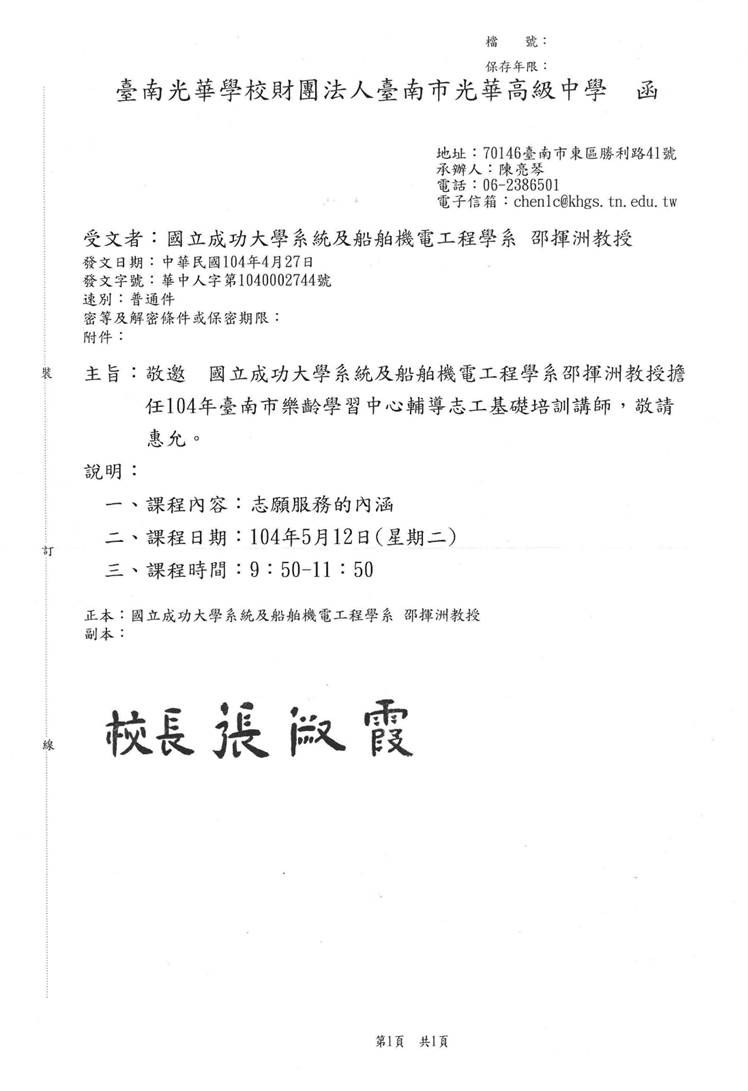 檔　　號：
保存年限：
臺南光華學校財團法人臺南市光華高級中學　函
地址：70146臺南市東區勝利路41號
承辦人：陳亮琴
電話：06-2386501
電子信箱：chenlc@khgs.tn.edu.tw
受文者：國立成功大學系統及船舶機電工程學系 邵揮洲教授
發文日期：中華民國104年4月27日
發文字號：華中人字第1040002744號
速別：普通件
密等及解密條件或保密期限：
附件：
主旨：敬邀　國立成功大學系統及船舶機電工程學系邵揮洲教授擔
任104年臺南市樂齡學習中心輔導志工基礎培訓講師，敬請
惠允。
說明：
一、課程內容：志願服務的內涵
二、課程日期：104年5月12日(星期二)
三、課程時間：9：50-11：50
正本：國立成功大學系統及船舶機電工程學系 邵揮洲教授
副本：
校長張淑霞
裝
訂
線
第1頁　共1頁